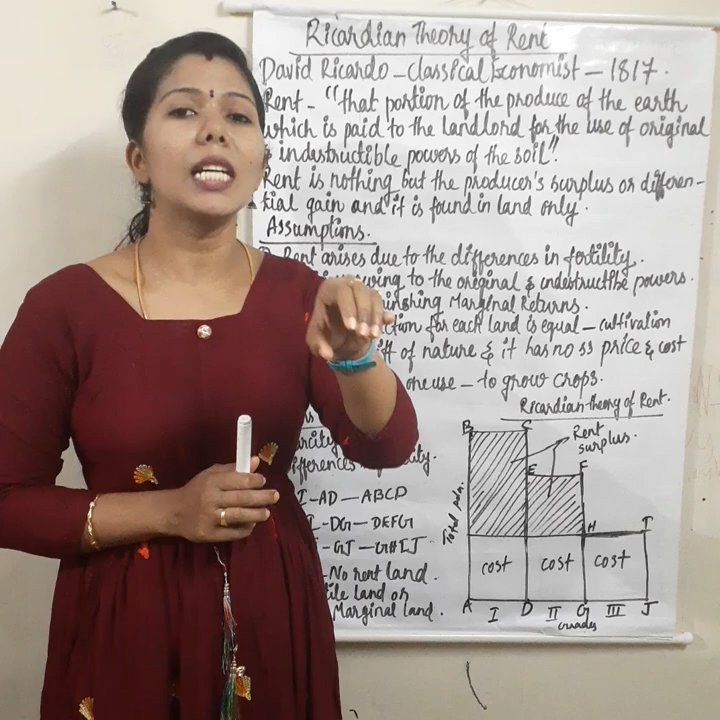 Ricardian Theory of Rent
David Ricardo - Classical Economist - 1817.
Rent - "that portion of the produce of the earth
which is paid to the landlord for the use of original
& indestructible powers of the soil".
Rent is nothing but the producer's surplus or differen-
tial gain and it is found in land only.
Assumptions.
Rent arises due to the differences in fertility.
owing to the original & indestructible powers.
Marginal Returns.
for each land is equal - cultivation
of nature & it has no ss price & cost
one use - to grow crops.
Ricardian theory of Rent.
I - AD - ABCD
- DG - DEFG
- GJ - GHIJ
- No rent land.
land or
Marginal land.
B C
Rent
surplus.
E F
Total pdn.
H I
cost cost cost
A I D II G III J
Grades